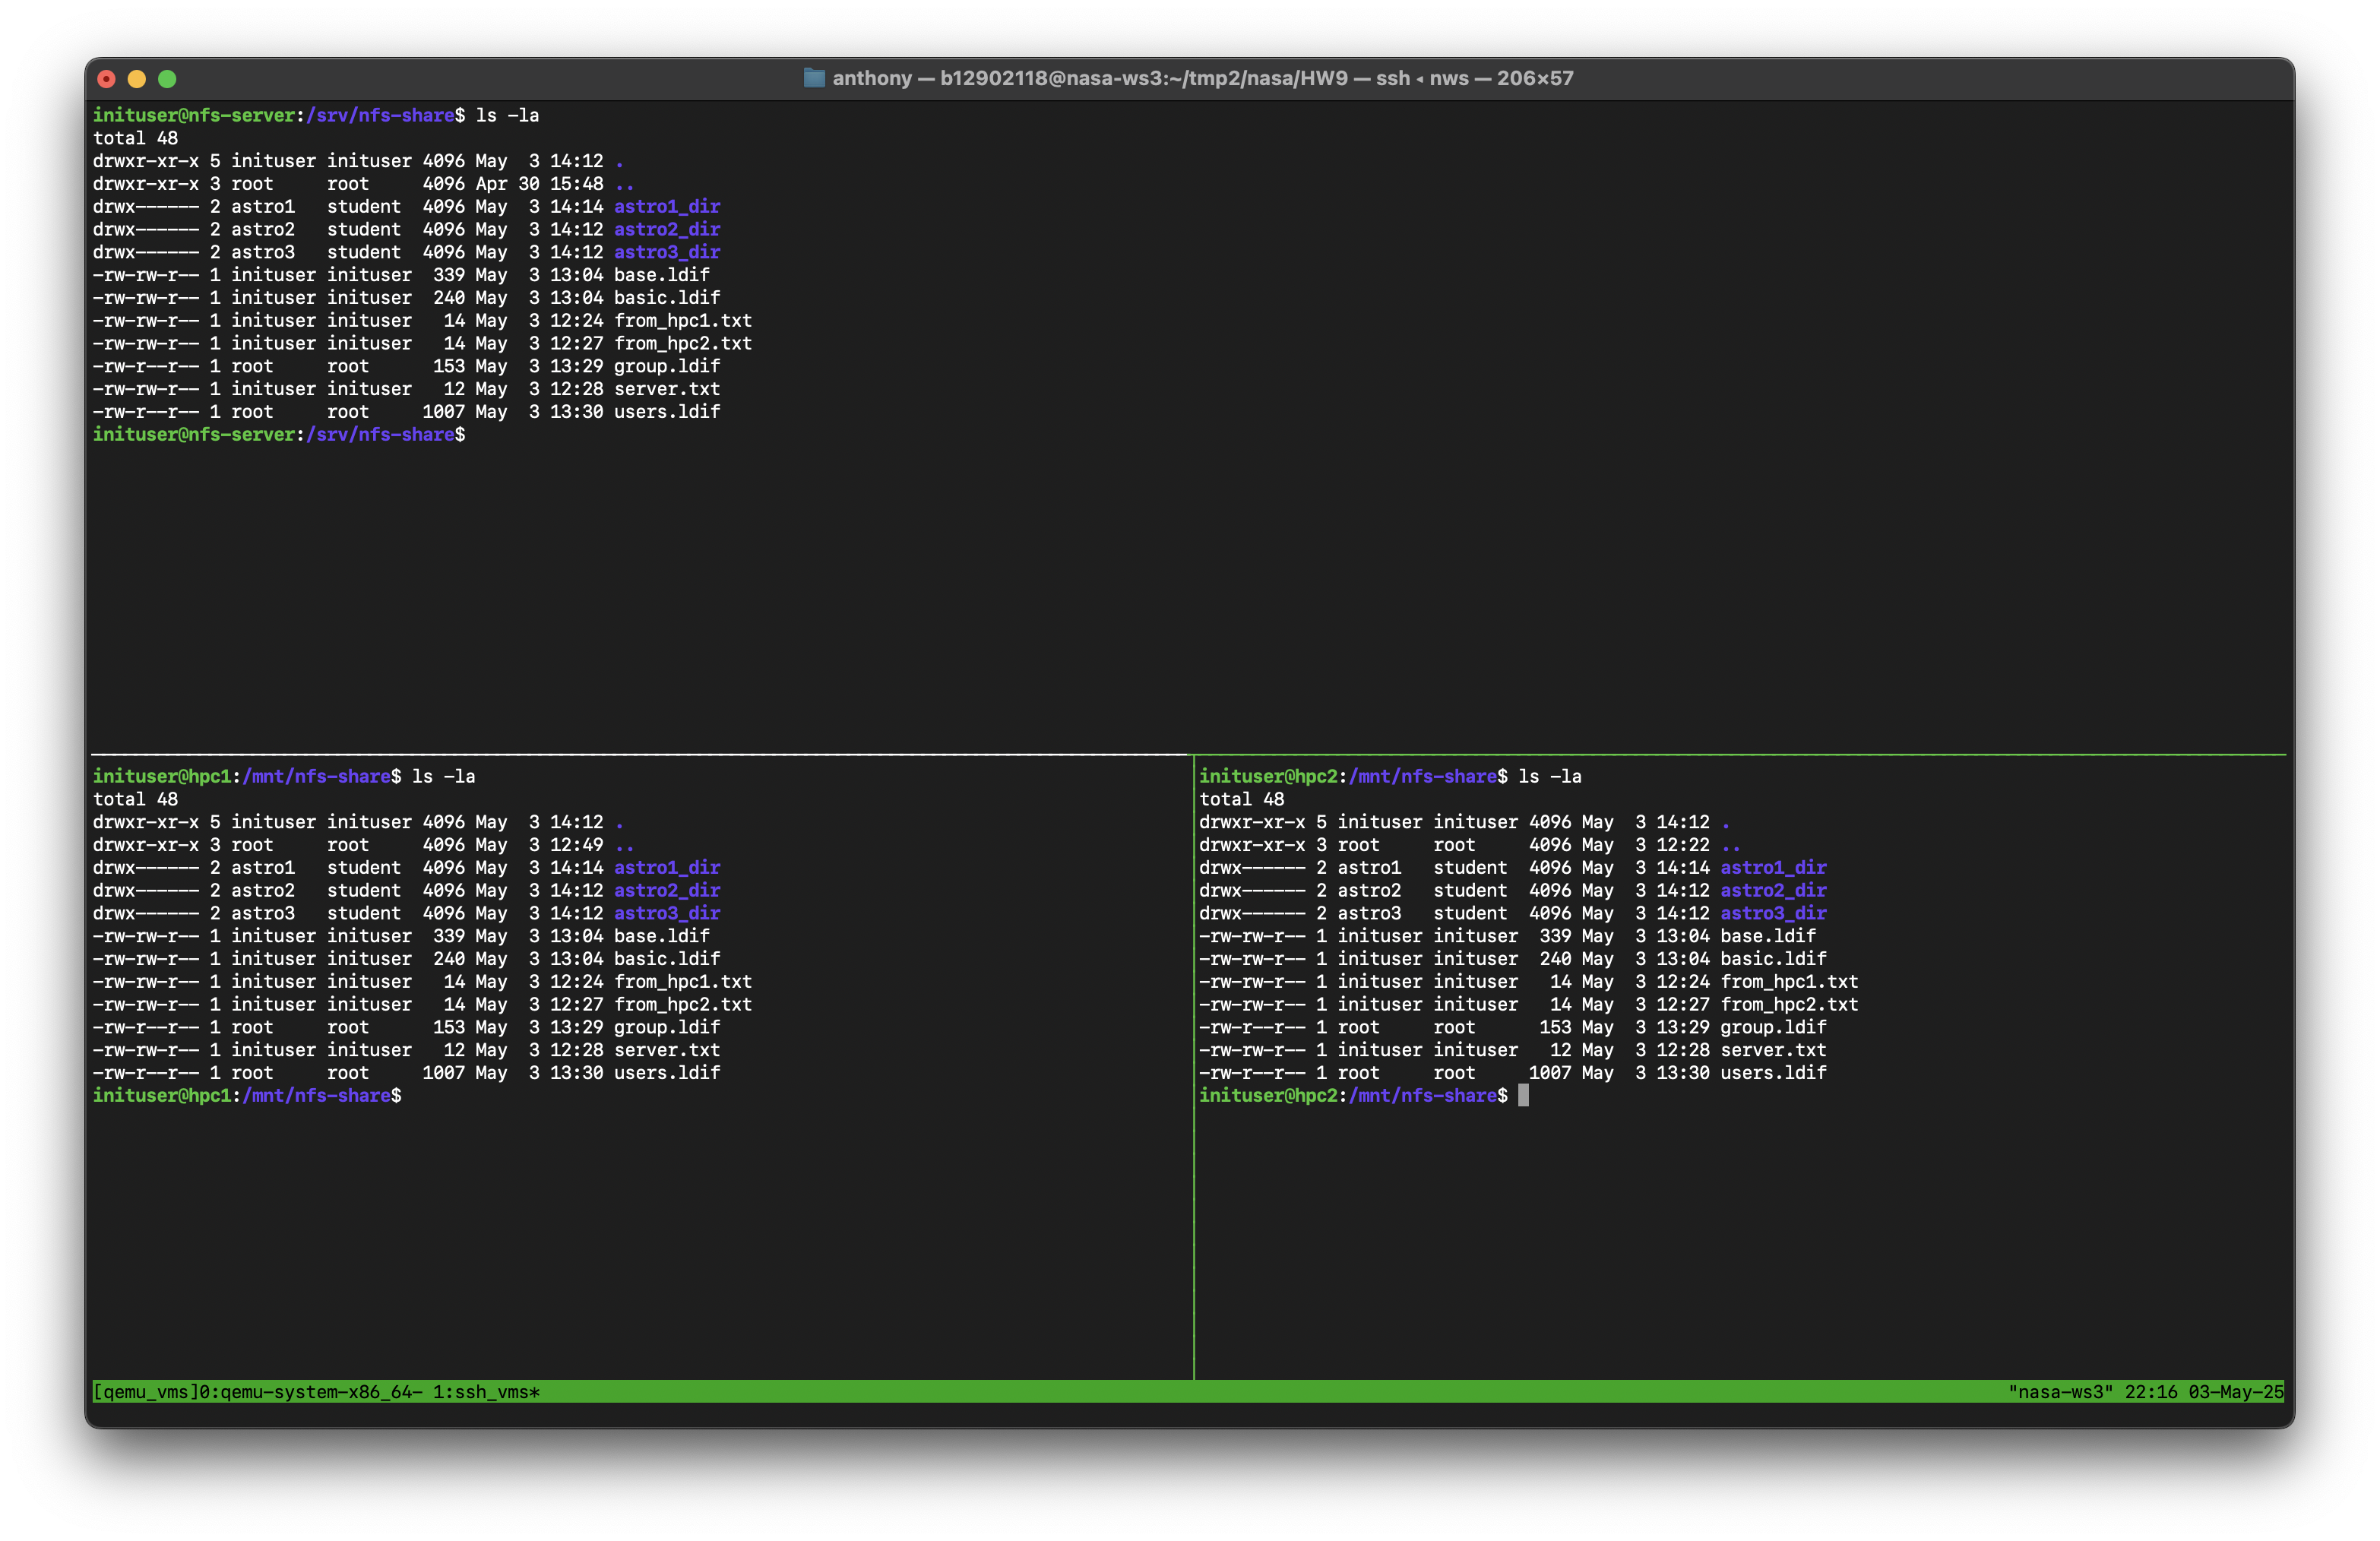 anthony — b12902118@nasa-ws3:~/tmp2/nasa/HW9 — ssh ◂ nws — 206×57
inituser@nfs-server:/srv/nfs-share$ ls -la
total 48
drwxr-xr-x 5 inituser inituser 4096 May  3 14:12 .
drwxr-xr-x 3 root     root     4096 Apr 30 15:48 ..
drwx------ 2 astro1   student  4096 May  3 14:14 astro1_dir
drwx------ 2 astro2   student  4096 May  3 14:12 astro2_dir
drwx------ 2 astro3   student  4096 May  3 14:12 astro3_dir
-rw-rw-r-- 1 inituser inituser  339 May  3 13:04 base.ldif
-rw-rw-r-- 1 inituser inituser  240 May  3 13:04 basic.ldif
-rw-rw-r-- 1 inituser inituser   14 May  3 12:24 from_hpc1.txt
-rw-rw-r-- 1 inituser inituser   14 May  3 12:27 from_hpc2.txt
-rw-r--r-- 1 root     root      153 May  3 13:29 group.ldif
-rw-rw-r-- 1 inituser inituser   12 May  3 12:28 server.txt
-rw-r--r-- 1 root     root     1007 May  3 13:30 users.ldif
inituser@nfs-server:/srv/nfs-share$
inituser@hpc1:/mnt/nfs-share$ ls -la
total 48
drwxr-xr-x 5 inituser inituser 4096 May  3 14:12 .
drwxr-xr-x 3 root     root     4096 May  3 12:49 ..
drwx------ 2 astro1   student  4096 May  3 14:14 astro1_dir
drwx------ 2 astro2   student  4096 May  3 14:12 astro2_dir
drwx------ 2 astro3   student  4096 May  3 14:12 astro3_dir
-rw-rw-r-- 1 inituser inituser  339 May  3 13:04 base.ldif
-rw-rw-r-- 1 inituser inituser  240 May  3 13:04 basic.ldif
-rw-rw-r-- 1 inituser inituser   14 May  3 12:24 from_hpc1.txt
-rw-rw-r-- 1 inituser inituser   14 May  3 12:27 from_hpc2.txt
-rw-r--r-- 1 root     root      153 May  3 13:29 group.ldif
-rw-rw-r-- 1 inituser inituser   12 May  3 12:28 server.txt
-rw-r--r-- 1 root     root     1007 May  3 13:30 users.ldif
inituser@hpc1:/mnt/nfs-share$
inituser@hpc2:/mnt/nfs-share$ ls -la
total 48
drwxr-xr-x 5 inituser inituser 4096 May  3 14:12 .
drwxr-xr-x 3 root     root     4096 May  3 12:22 ..
drwx------ 2 astro1   student  4096 May  3 14:14 astro1_dir
drwx------ 2 astro2   student  4096 May  3 14:12 astro2_dir
drwx------ 2 astro3   student  4096 May  3 14:12 astro3_dir
-rw-rw-r-- 1 inituser inituser  339 May  3 13:04 base.ldif
-rw-rw-r-- 1 inituser inituser  240 May  3 13:04 basic.ldif
-rw-rw-r-- 1 inituser inituser   14 May  3 12:24 from_hpc1.txt
-rw-rw-r-- 1 inituser inituser   14 May  3 12:27 from_hpc2.txt
-rw-r--r-- 1 root     root      153 May  3 13:29 group.ldif
-rw-rw-r-- 1 inituser inituser   12 May  3 12:28 server.txt
-rw-r--r-- 1 root     root     1007 May  3 13:30 users.ldif
inituser@hpc2:/mnt/nfs-share$
[qemu_vms]0:qemu-system-x86_64- 1:ssh_vms* "nasa-ws3" 22:16 03-May-25